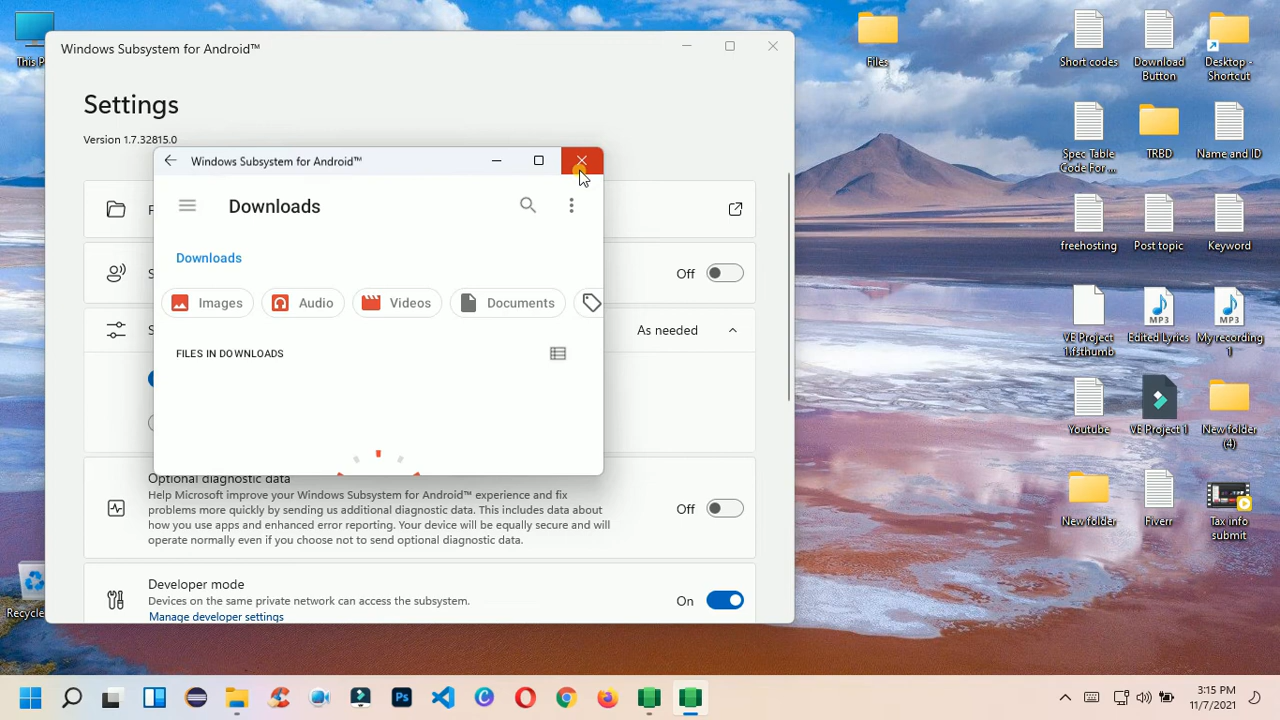 This P
Windows Subsystem for Android™
Settings
Version 1.7.32815.0
Windows Subsystem for Android™
Downloads
Downloads
Images
Audio
Videos
Documents
FILES IN DOWNLOADS
Off
As needed
Optional diagnostic data
Help Microsoft improve your Windows Subsystem for Android™ experience and fix
problems more quickly by sending us additional diagnostic data. This includes data about
how you use apps and enhanced error reporting. Your device will be equally secure and will
operate normally even if you choose not to send optional diagnostic data.
Off
Developer mode
Devices on the same private network can access the subsystem.
Manage developer settings
On
Recycle
Files
Short codes
Download
Button
Desktop -
Shortcut
Spec Table
Code For ...
TRBD
Name and ID
freehosting
Post topic
Keyword
VE Project
1.fsthumb
MP3
Edited Lyrics
MP3
My recording
1
Youtube
VE Project 1
New folder
(4)
New folder
Fiverr
Tax info
submit
Ps
3:15 PM
11/7/2021